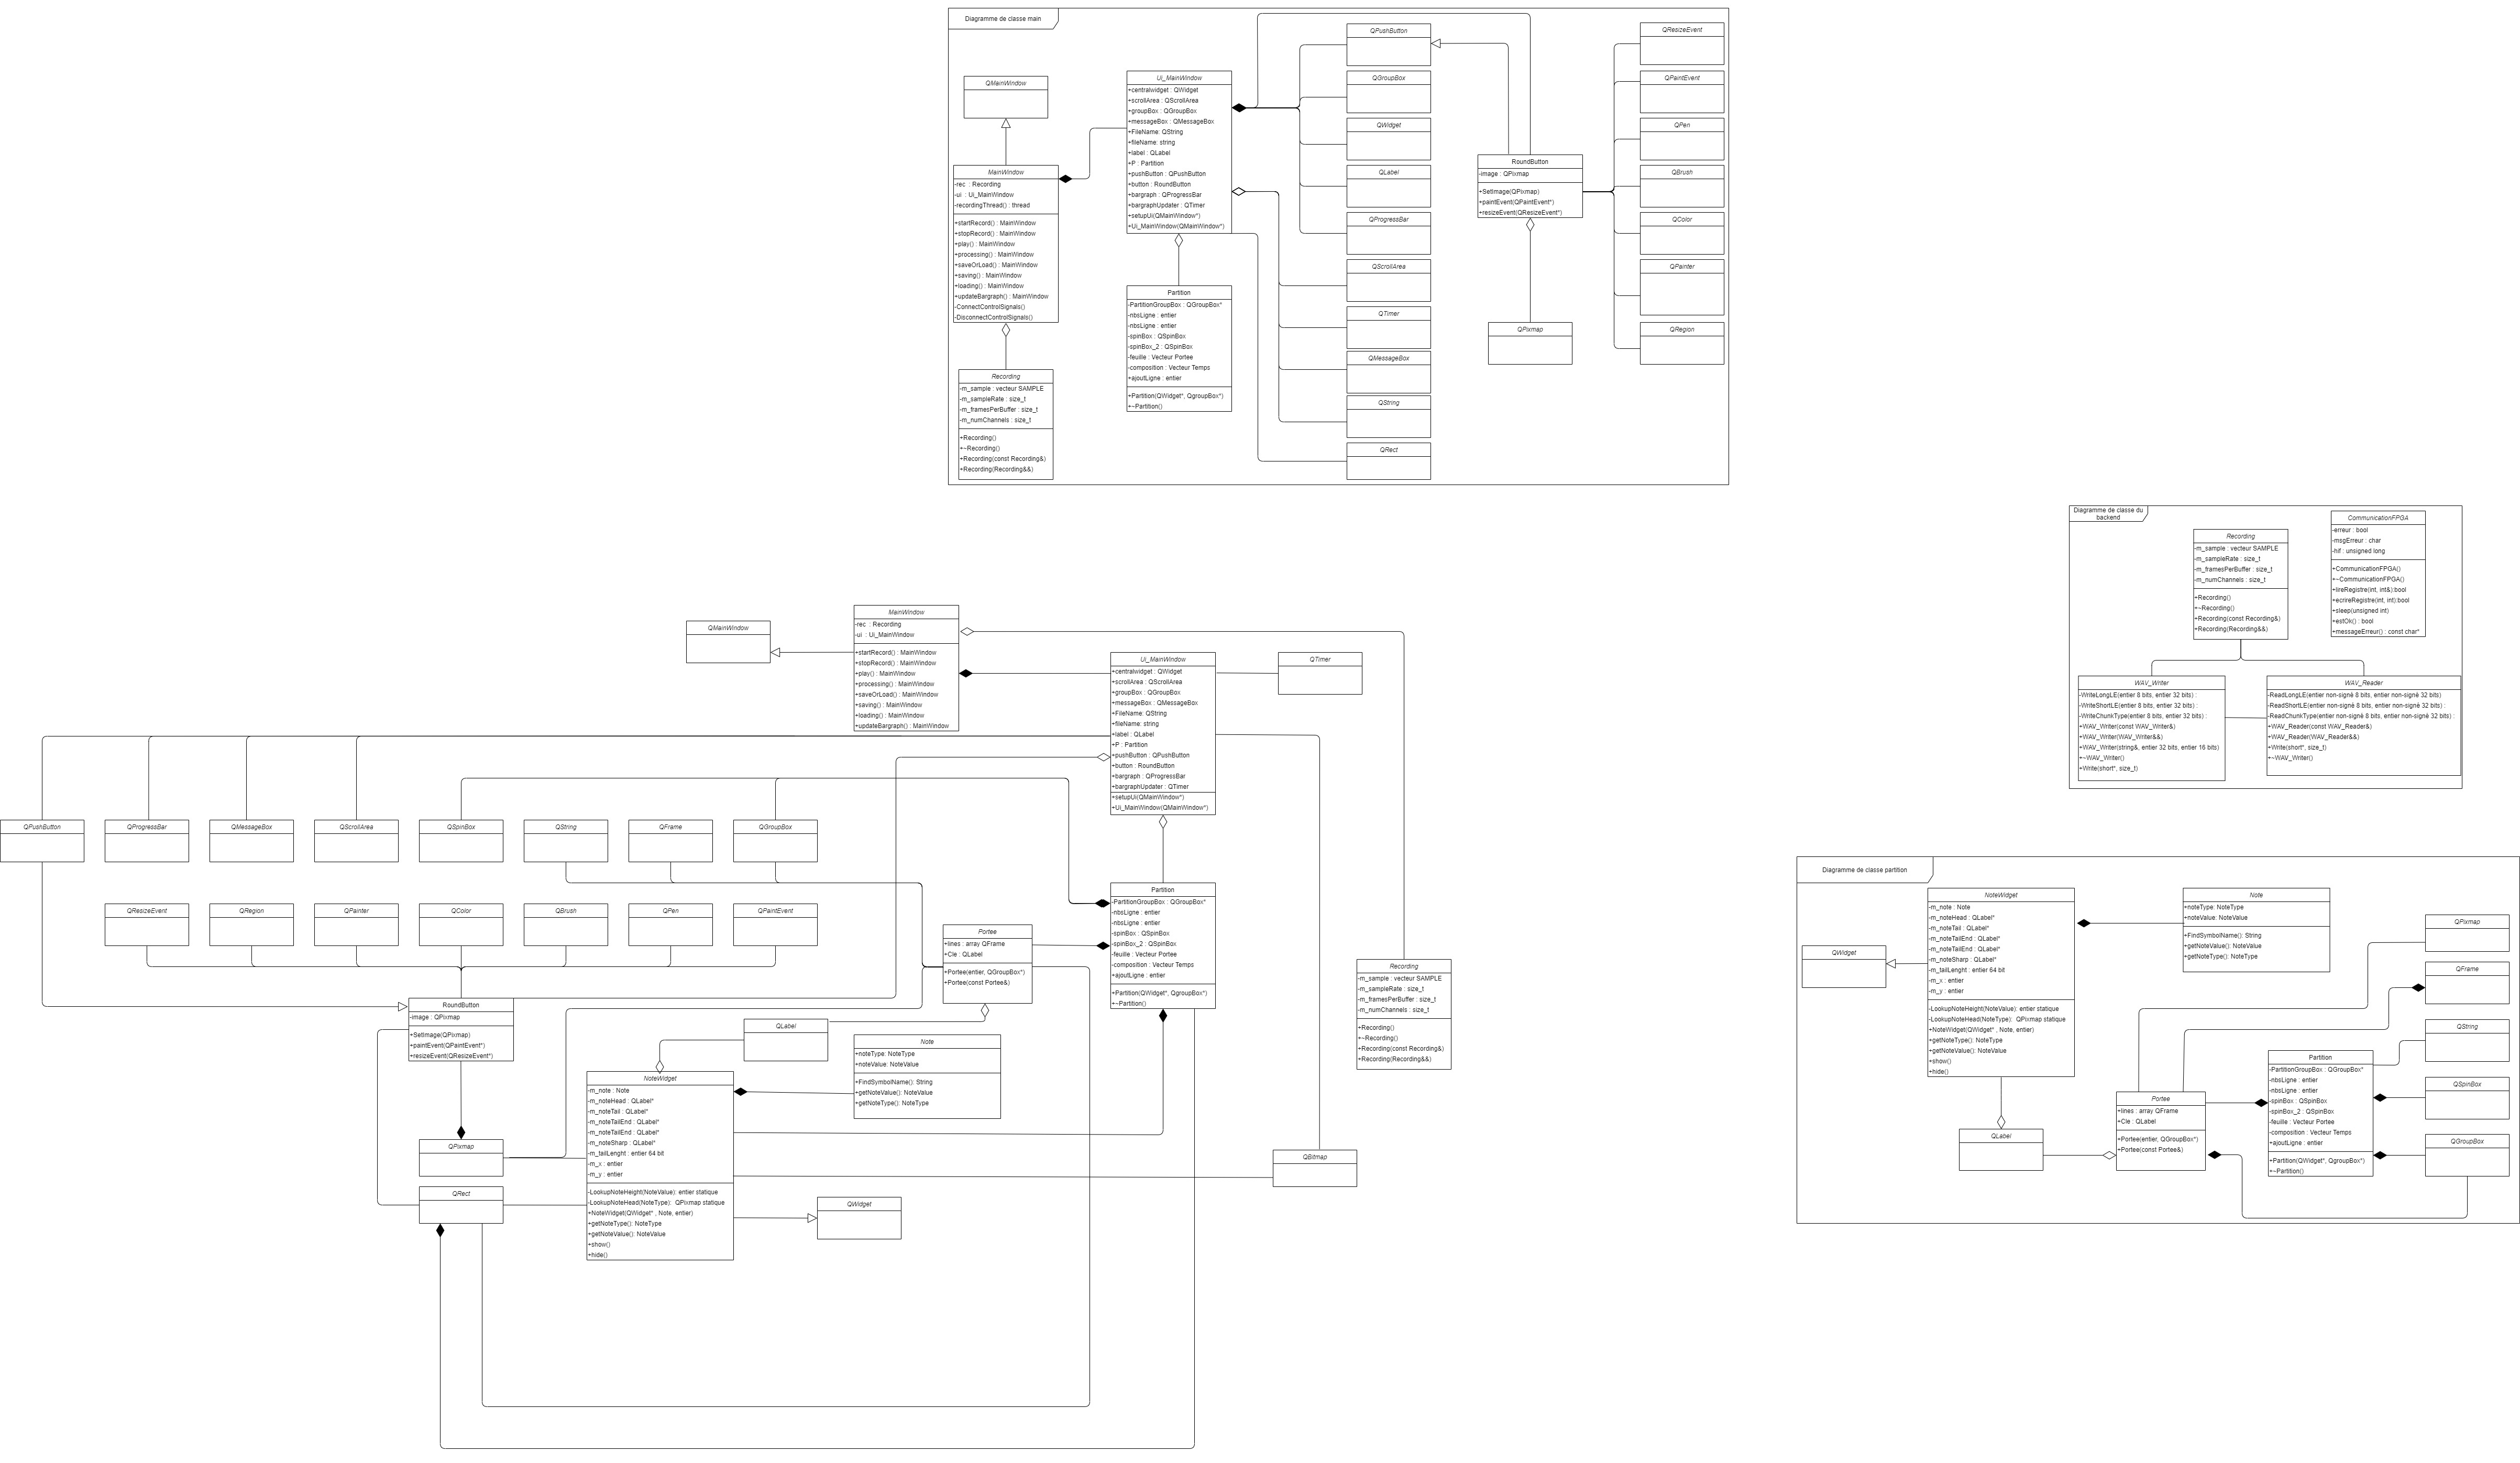 Diagramme de classe main
QMainWindow
MainWindow
-rec  : Recording
-ui  : Ui_MainWindow
-recordingThread() : thread
+startRecord() : MainWindow
+stopRecord() : MainWindow
+play() : MainWindow
+processing() : MainWindow
+saveOrLoad() : MainWindow
+saving() : MainWindow
+loading() : MainWindow
+updateBargraph() : MainWindow
-ConnectControlSignals()
-DisconnectControlSignals()
Recording
-m_sample : vecteur SAMPLE
-m_sampleRate : size_t
-m_framesPerBuffer : size_t
-m_numChannels : size_t
+Recording()
+~Recording()
+Recording(const Recording&)
+Recording(Recording&&)
Ui_MainWindow
+centralwidget : QWidget
+scrollArea : QScrollArea
+groupBox : QGroupBox
+messageBox : QMessageBox
+FileName: QString
+fileName: string
+label : QLabel
+P : Partition
+pushButton : QPushButton
+button : RoundButton
+bargraph : QProgressBar
+bargraphUpdater : QTimer
+setupUi(QMainWindow*)
+Ui_MainWindow(QMainWindow*)
Partition
-PartitionGroupBox : QGroupBox*
-nbsLigne : entier
-nbsLigne : entier
-spinBox : QSpinBox
-spinBox_2 : QSpinBox
-feuille : Vecteur Portee
-composition : Vecteur Temps
+ajoutLigne : entier
+Partition(QWidget*, QgroupBox*)
+~Partition()
QPushButton
QGroupBox
QWidget
QLabel
QProgressBar
QScrollArea
QTimer
QMessageBox
QString
QRect
RoundButton
-image : QPixmap
+SetImage(QPixmap)
+paintEvent(QPaintEvent*)
+resizeEvent(QResizeEvent*)
QPixmap
QResizeEvent
QPaintEvent
QPen
QBrush
QColor
QPainter
QRegion
Diagramme de classe du
backend
Recording
-m_sample : vecteur SAMPLE
-m_sampleRate : size_t
-m_framesPerBuffer : size_t
-m_numChannels : size_t
+Recording()
+~Recording()
+Recording(const Recording&)
+Recording(Recording&&)
CommunicationFPGA
-erreur : bool
-msgErreur : char
-hif : unsigned long
+CommunicationFPGA()
+~CommunicationFPGA()
+lireRegistre(int, int&):bool
+ecrireRegistre(int, int):bool
+sleep(unsigned int)
+estOk() : bool
+messageErreur() : const char*
WAV_Writer
-WriteLongLE(entier 8 bits, entier 32 bits) :
-WriteShortLE(entier 8 bits, entier 32 bits) :
-WriteChunkType(entier 8 bits, entier 32 bits) :
+WAV_Writer(const WAV_Writer&)
+WAV_Writer(WAV_Writer&&)
+WAV_Writer(string&, entier 32 bits, entier 16 bits)
+~WAV_Writer()
+Write(short*, size_t)
WAV_Reader
-ReadLongLE(entier non-signé 8 bits, entier non-signé 32 bits)
-ReadShortLE(entier non-signé 8 bits, entier non-signé 32 bits) :
-ReadChunkType(entier non-signé 8 bits, entier non-signé 32 bits) :
+WAV_Reader(const WAV_Reader&)
+WAV_Reader(WAV_Reader&&)
+Write(short*, size_t)
+~WAV_Writer()
QMainWindow
MainWindow
-rec  : Recording
-ui  : Ui_MainWindow
+startRecord() : MainWindow
+stopRecord() : MainWindow
+play() : MainWindow
+processing() : MainWindow
+saveOrLoad() : MainWindow
+saving() : MainWindow
+loading() : MainWindow
+updateBargraph() : MainWindow
Ui_MainWindow
+centralwidget : QWidget
+scrollArea : QScrollArea
+groupBox : QGroupBox
+messageBox : QMessageBox
+FileName: QString
+fileName: string
+label : QLabel
+P : Partition
+pushButton : QPushButton
+button : RoundButton
+bargraph : QProgressBar
+bargraphUpdater : QTimer
+setupUi(QMainWindow*)
+Ui_MainWindow(QMainWindow*)
QTimer
QPushButton
QProgressBar
QMessageBox
QScrollArea
QSpinBox
QString
QFrame
QGroupBox
QResizeEvent
QRegion
QPainter
QColor
QBrush
QPen
QPaintEvent
Partition
-PartitionGroupBox : QGroupBox*
-nbsLigne : entier
-nbsLigne : entier
-spinBox : QSpinBox
-spinBox_2 : QSpinBox
-feuille : Vecteur Portee
-composition : Vecteur Temps
+ajoutLigne : entier
+Partition(QWidget*, QgroupBox*)
+~Partition()
Portee
+lines : array QFrame
+Cle : QLabel
+Portee(entier, QGroupBox*)
+Portee(const Portee&)
Recording
-m_sample : vecteur SAMPLE
-m_sampleRate : size_t
-m_framesPerBuffer : size_t
-m_numChannels : size_t
+Recording()
+~Recording()
+Recording(const Recording&)
+Recording(Recording&&)
RoundButton
-image : QPixmap
+SetImage(QPixmap)
+paintEvent(QPaintEvent*)
+resizeEvent(QResizeEvent*)
QLabel
Note
+noteType: NoteType
+noteValue: NoteValue
+FindSymbolName(): String
+getNoteValue(): NoteValue
+getNoteType(): NoteType
NoteWidget
-m_note : Note
-m_noteHead : QLabel*
-m_noteTail : QLabel*
-m_noteTailEnd : QLabel*
-m_noteTailEnd : QLabel*
-m_noteSharp : QLabel*
-m_tailLenght : entier 64 bit
-m_x : entier
-m_y : entier
-LookupNoteHeight(NoteValue): entier statique
-LookupNoteHead(NoteType):  QPixmap statique
+NoteWidget(QWidget* , Note, entier)
+getNoteType(): NoteType
+getNoteValue(): NoteValue
+show()
+hide()
QPixmap
QRect
QWidget
QBitmap
Diagramme de classe partition
QWidget
NoteWidget
-m_note : Note
-m_noteHead : QLabel*
-m_noteTail : QLabel*
-m_noteTailEnd : QLabel*
-m_noteTailEnd : QLabel*
-m_noteSharp : QLabel*
-m_tailLenght : entier 64 bit
-m_x : entier
-m_y : entier
-LookupNoteHeight(NoteValue): entier statique
-LookupNoteHead(NoteType):  QPixmap statique
+NoteWidget(QWidget* , Note, entier)
+getNoteType(): NoteType
+getNoteValue(): NoteValue
+show()
+hide()
Note
+noteType: NoteType
+noteValue: NoteValue
+FindSymbolName(): String
+getNoteValue(): NoteValue
+getNoteType(): NoteType
QPixmap
QFrame
QString
QSpinBox
QGroupBox
Partition
-PartitionGroupBox : QGroupBox*
-nbsLigne : entier
-nbsLigne : entier
-spinBox : QSpinBox
-spinBox_2 : QSpinBox
-feuille : Vecteur Portee
-composition : Vecteur Temps
+ajoutLigne : entier
+Partition(QWidget*, QgroupBox*)
+~Partition()
Portee
+lines : array QFrame
+Cle : QLabel
+Portee(entier, QGroupBox*)
+Portee(const Portee&)
QLabel